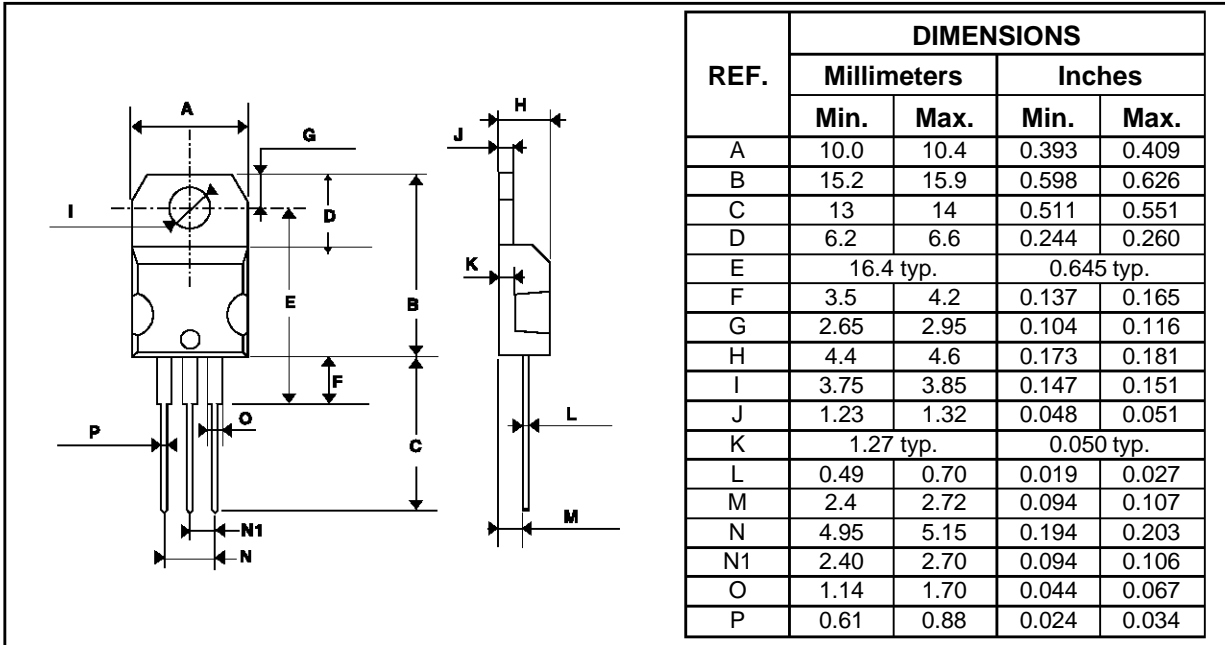 A
G
I
D
E
B
F
P
O
C
N1
N
H
J
K
L
M
REF. DIMENSIONS
Millimeters Inches
Min. Max. Min. Max.
A 10.0 10.4 0.393 0.409
B 15.2 15.9 0.598 0.626
C 13 14 0.511 0.551
D 6.2 6.6 0.244 0.260
E 16.4 typ. 0.645 typ.
F 3.5 4.2 0.137 0.165
G 2.65 2.95 0.104 0.116
H 4.4 4.6 0.173 0.181
I 3.75 3.85 0.147 0.151
J 1.23 1.32 0.048 0.051
K 1.27 typ. 0.050 typ.
L 0.49 0.70 0.019 0.027
M 2.4 2.72 0.094 0.107
N 4.95 5.15 0.194 0.203
N1 2.40 2.70 0.094 0.106
O 1.14 1.70 0.044 0.067
P 0.61 0.88 0.024 0.034